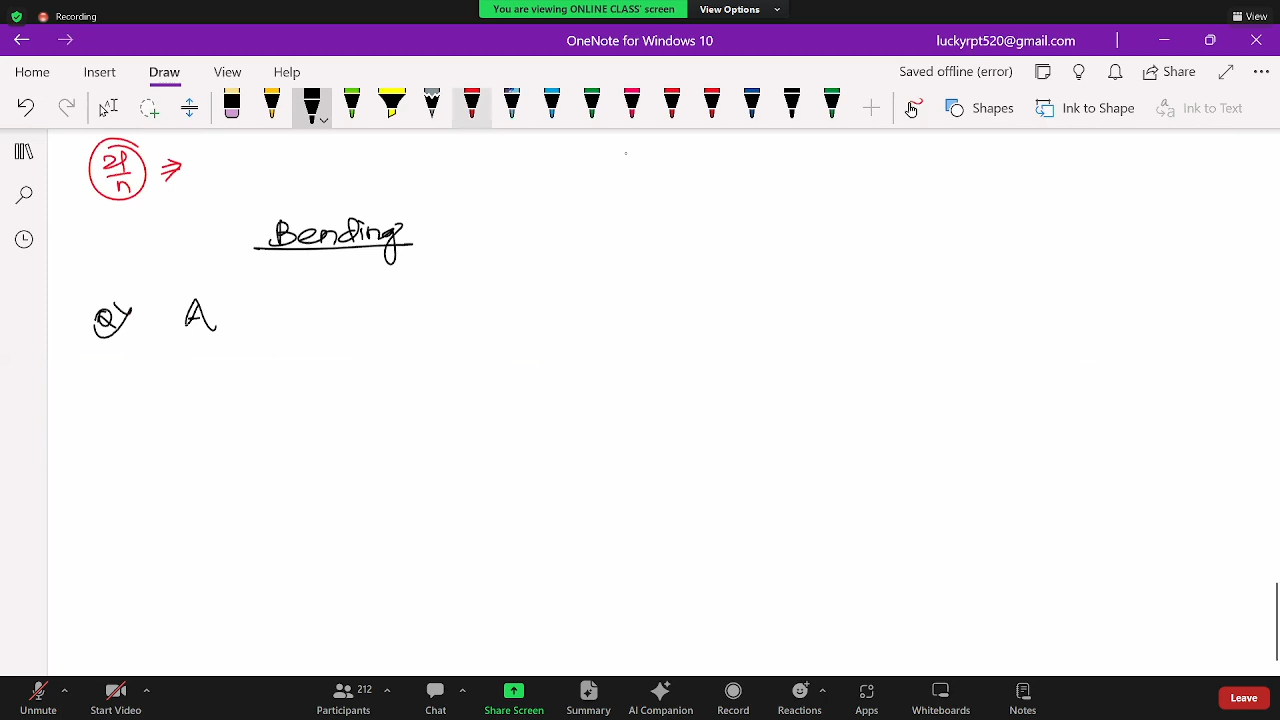 Recording
You are viewing ONLINE CLASS' screen View Options
View
OneNote for Windows 10
luckyrpt520@gmail.com
Home Insert Draw View Help
Saved offline (error) Share
Shapes Ink to Shape Ink to Text
n
Bending
Q) A
Unmute Start Video Participants 212 Chat Share Screen Summary AI Companion Record Reactions Apps Whiteboards Notes Leave